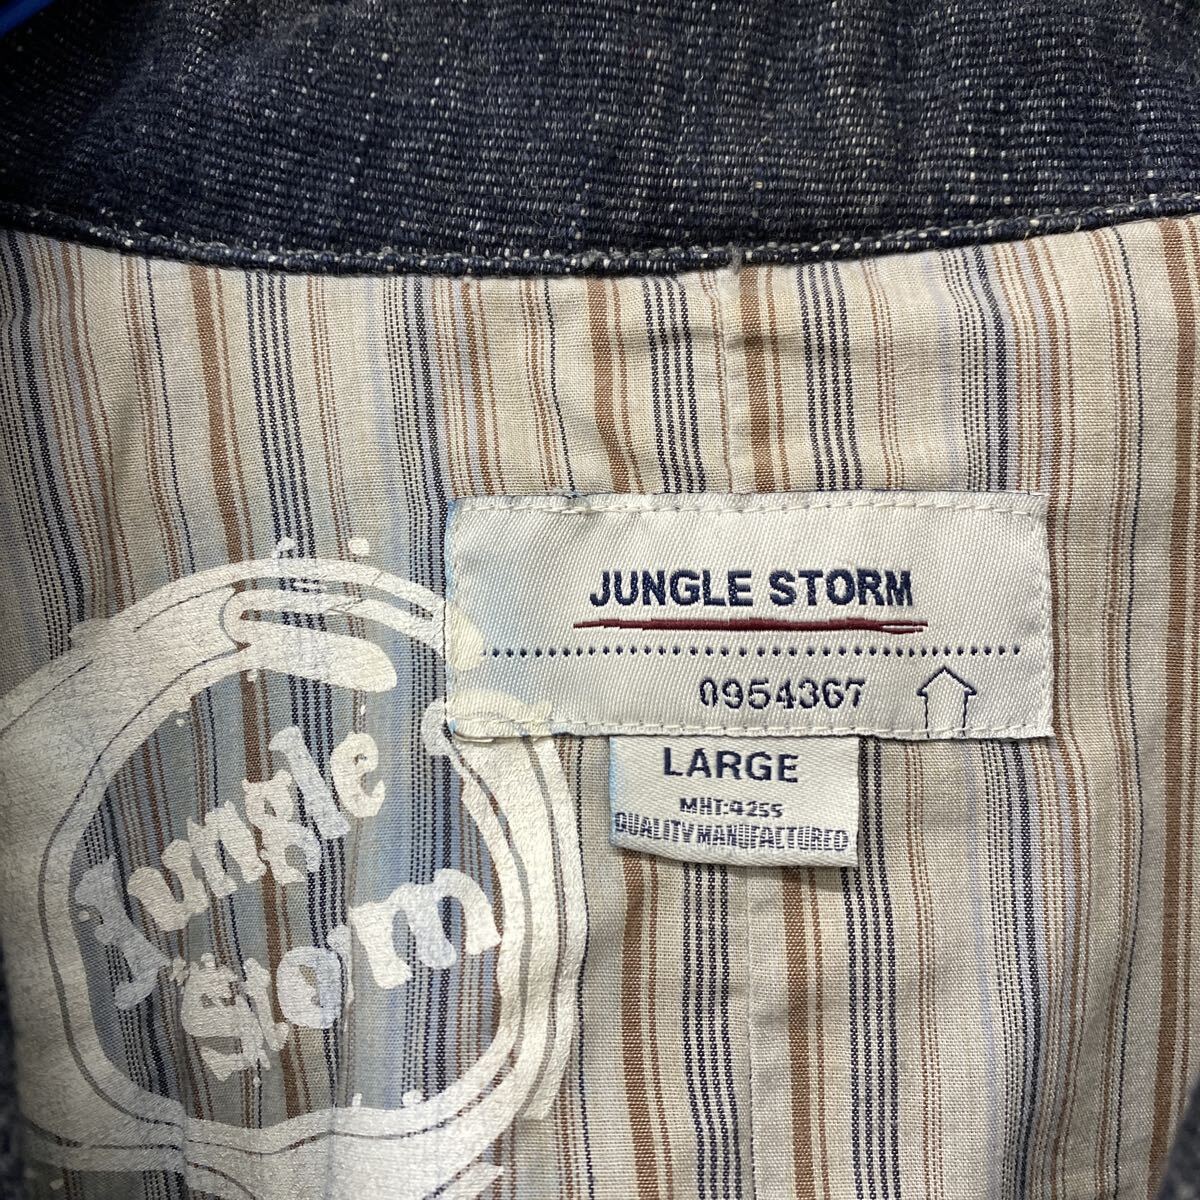 JUNGLE STORM
0954367
LARGE
MHT:4255
QUALITY MANUFACTURED
Jungle
Storm